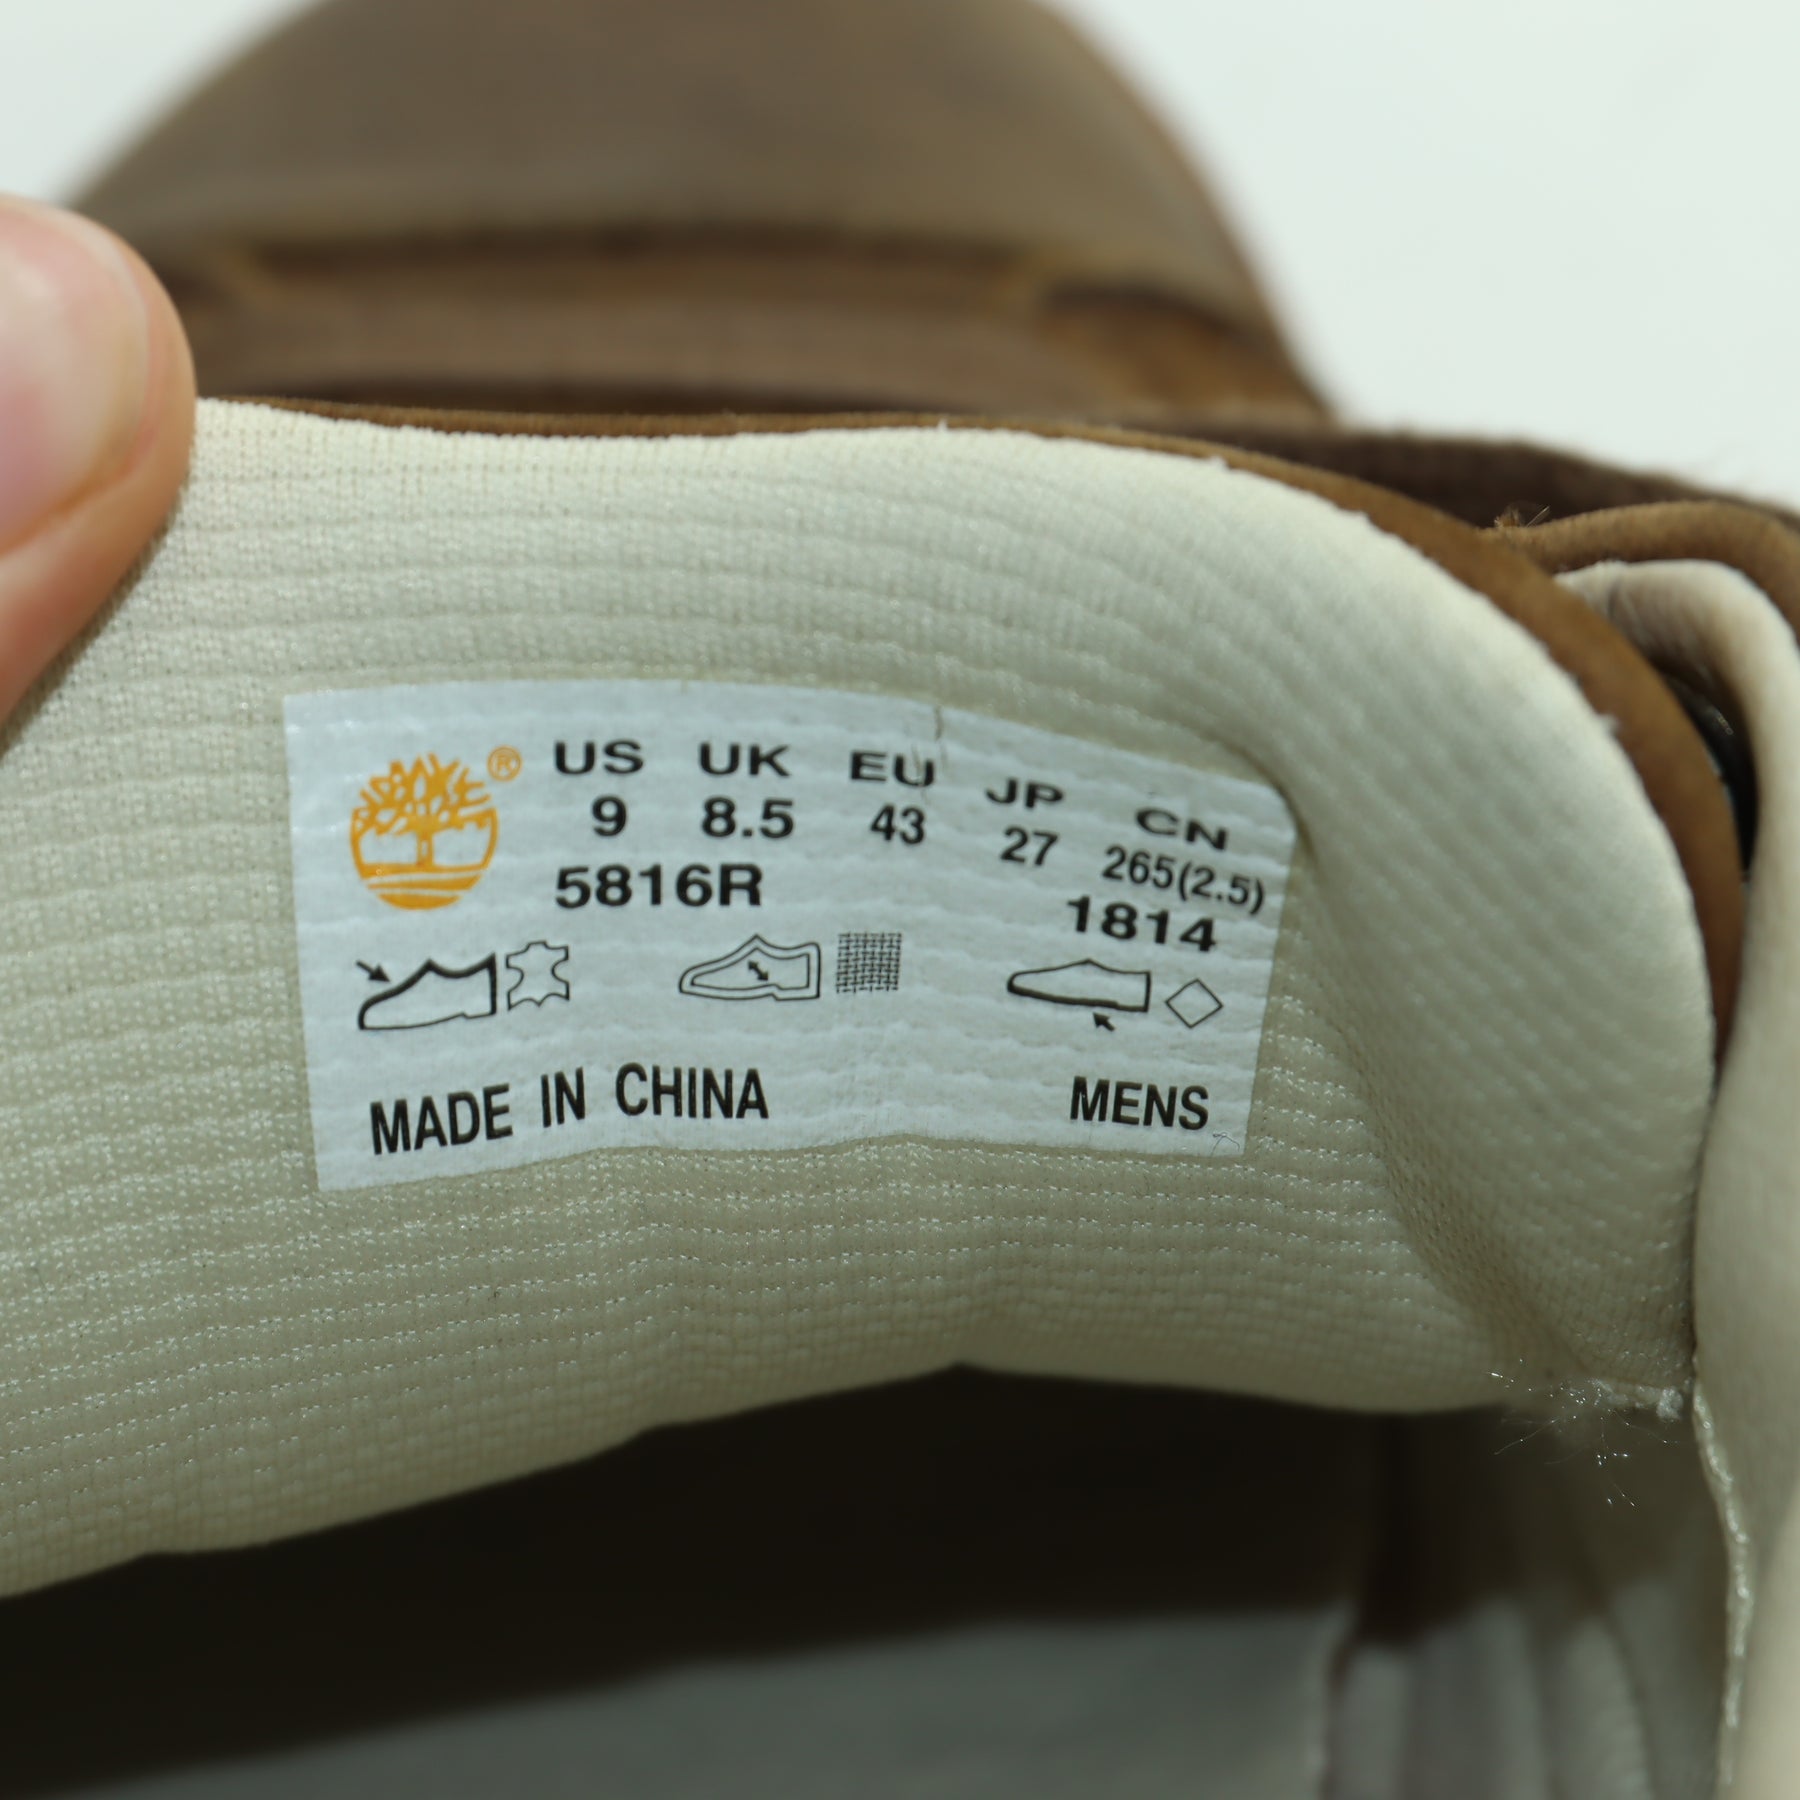 ® US UK EU JP CN
9 8.5 43 27 265(2.5)
5816R 1814
MADE IN CHINA MENS